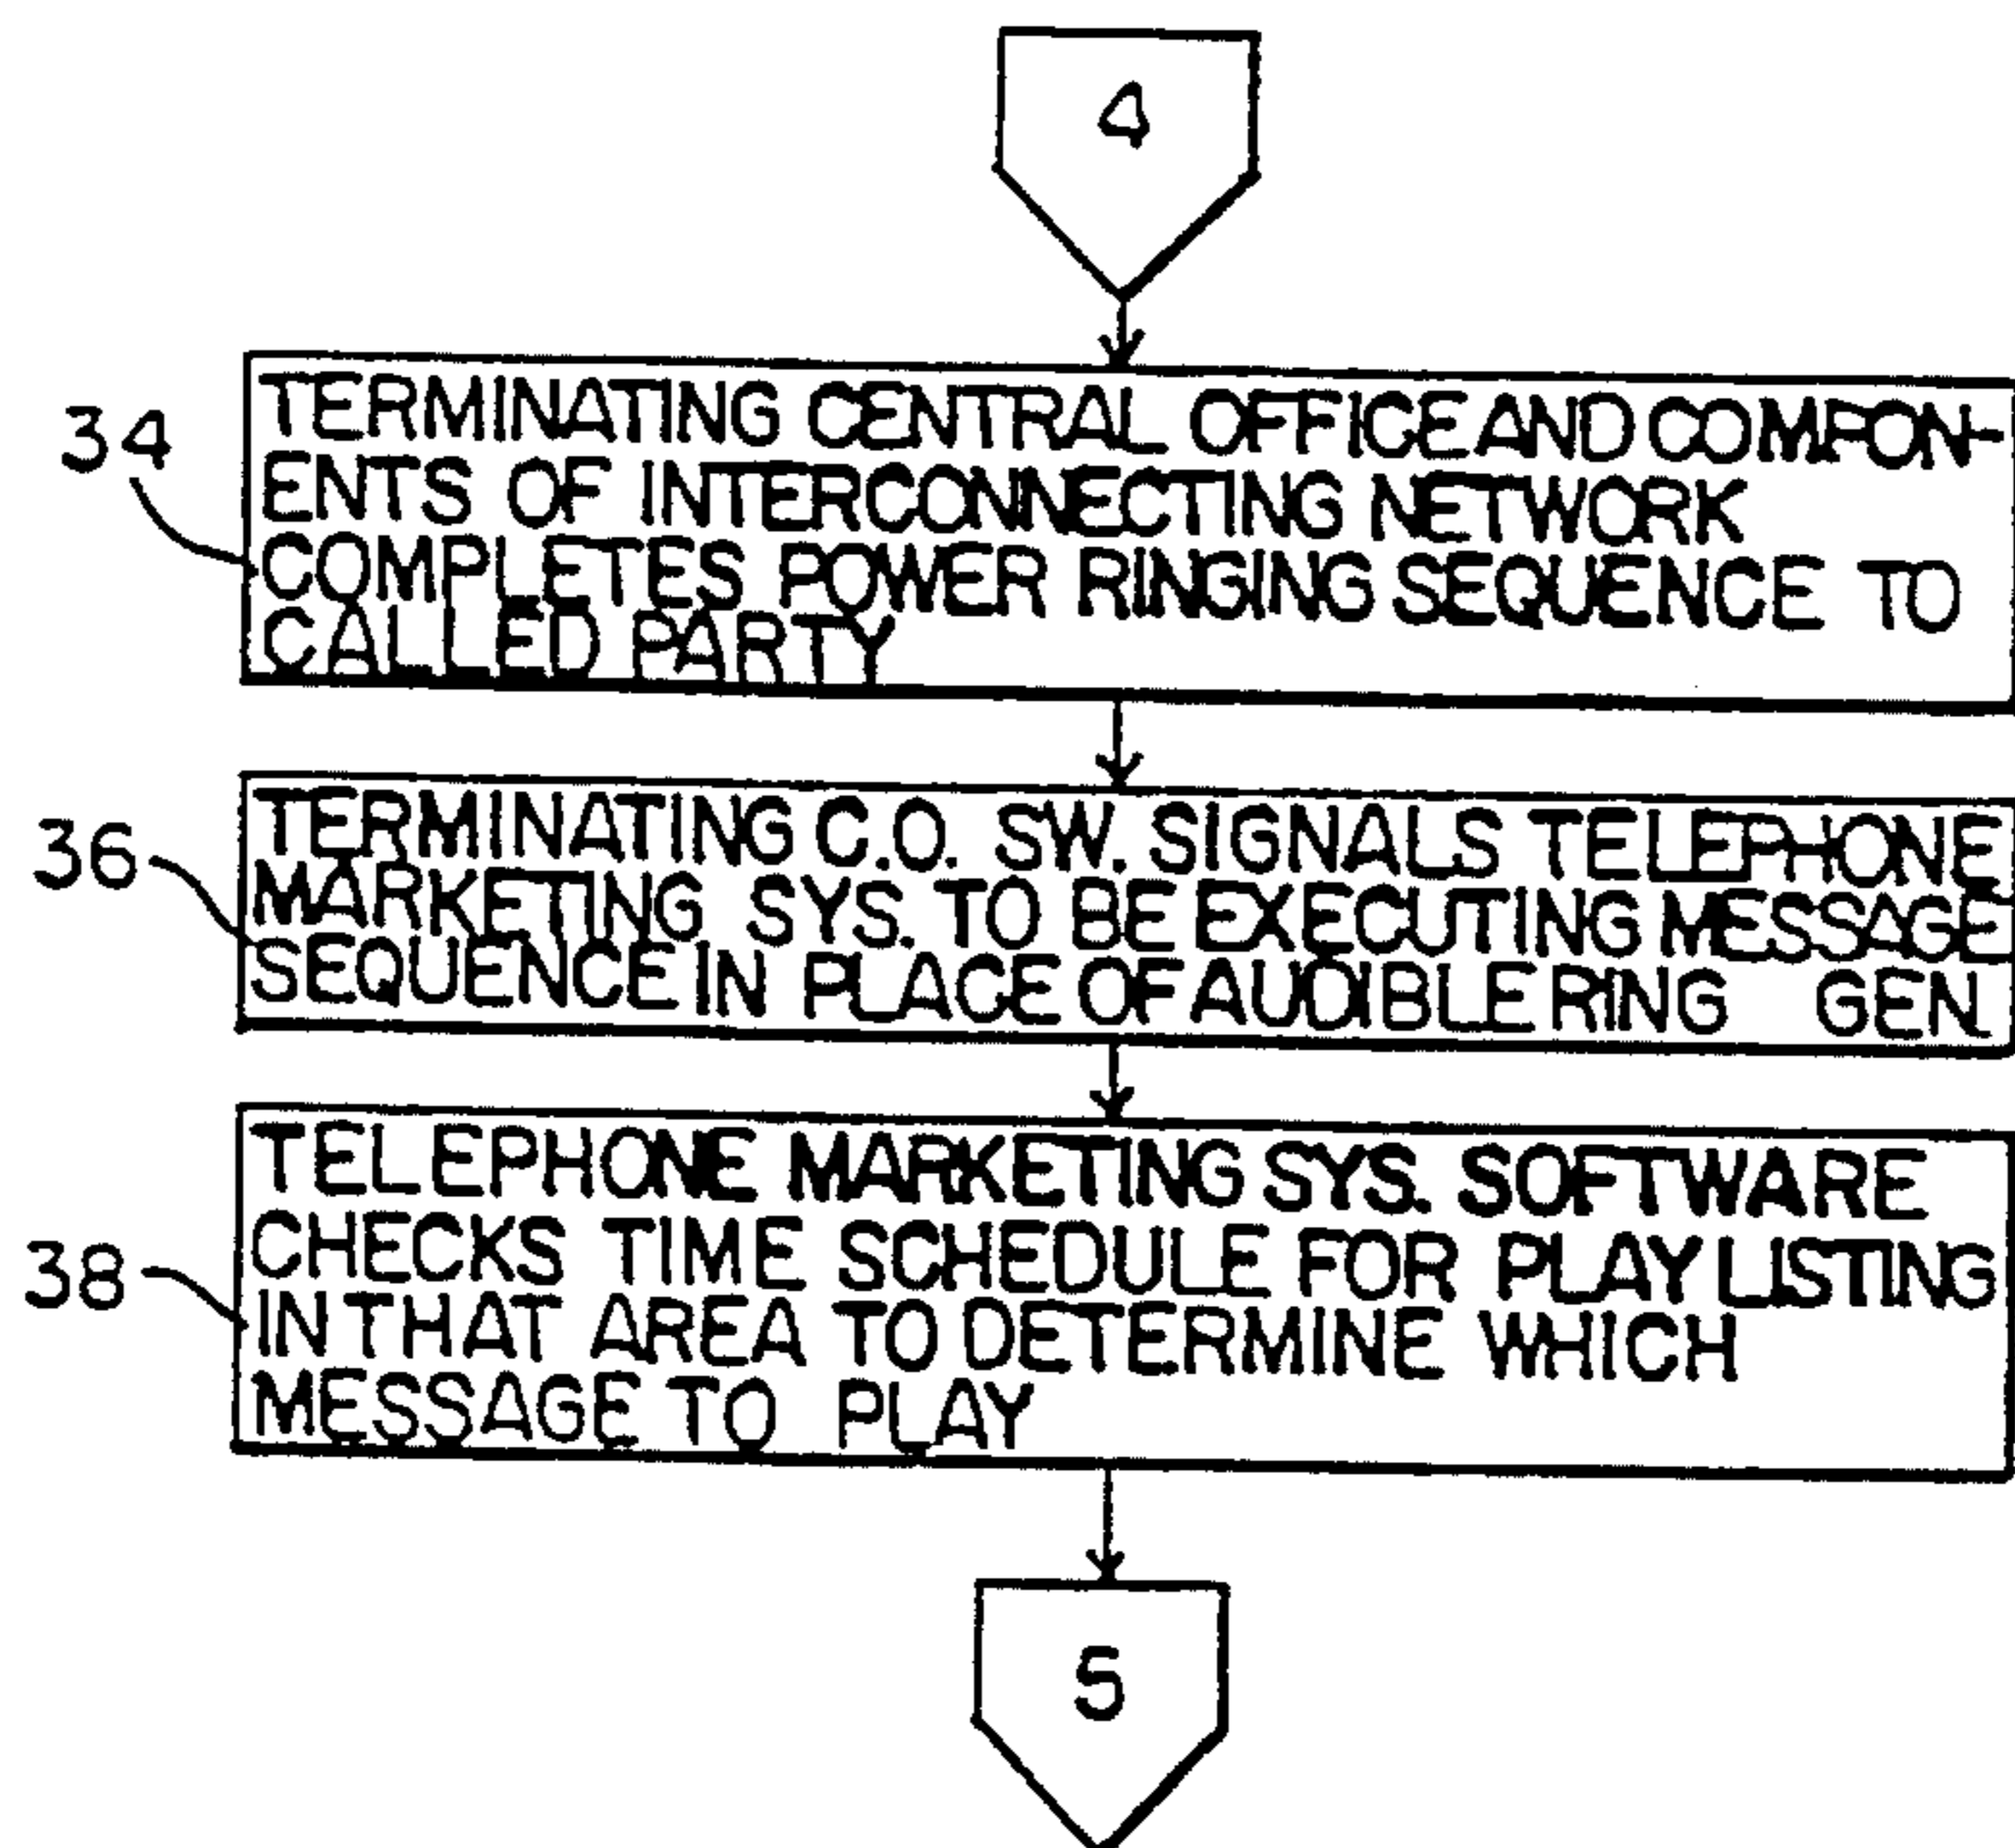 4
34
TERMINATING CENTRAL OFFICE AND COMPON-
ENTS OF INTERCONNECTING NETWORK
COMPLETES POWER RINGING SEQUENCE TO
CALLED PARTY
36
TERMINATING C.O. SW. SIGNALS TELEPHONE
MARKETING SYS. TO BE EXECUTING MESSAGE
SEQUENCE IN PLACE OF AUDIBLE RING GEN.
38
TELEPHONE MARKETING SYS. SOFTWARE
CHECKS TIME SCHEDULE FOR PLAY LISTING
IN THAT AREA TO DETERMINE WHICH
MESSAGE TO PLAY
5